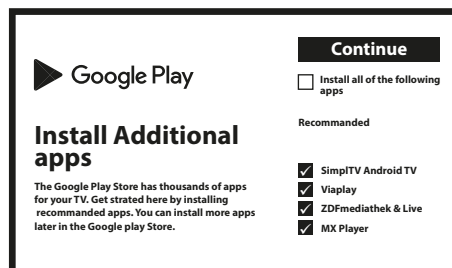 Google Play
Install Additional
apps
The Google Play Store has thousands of apps
for your TV. Get strated here by installing
recommanded apps. You can install more apps
later in the Google play Store.
Continue
Install all of the following
apps
Recommanded
SimplTV Android TV
Viaplay
ZDFmediathek & Live
MX Player